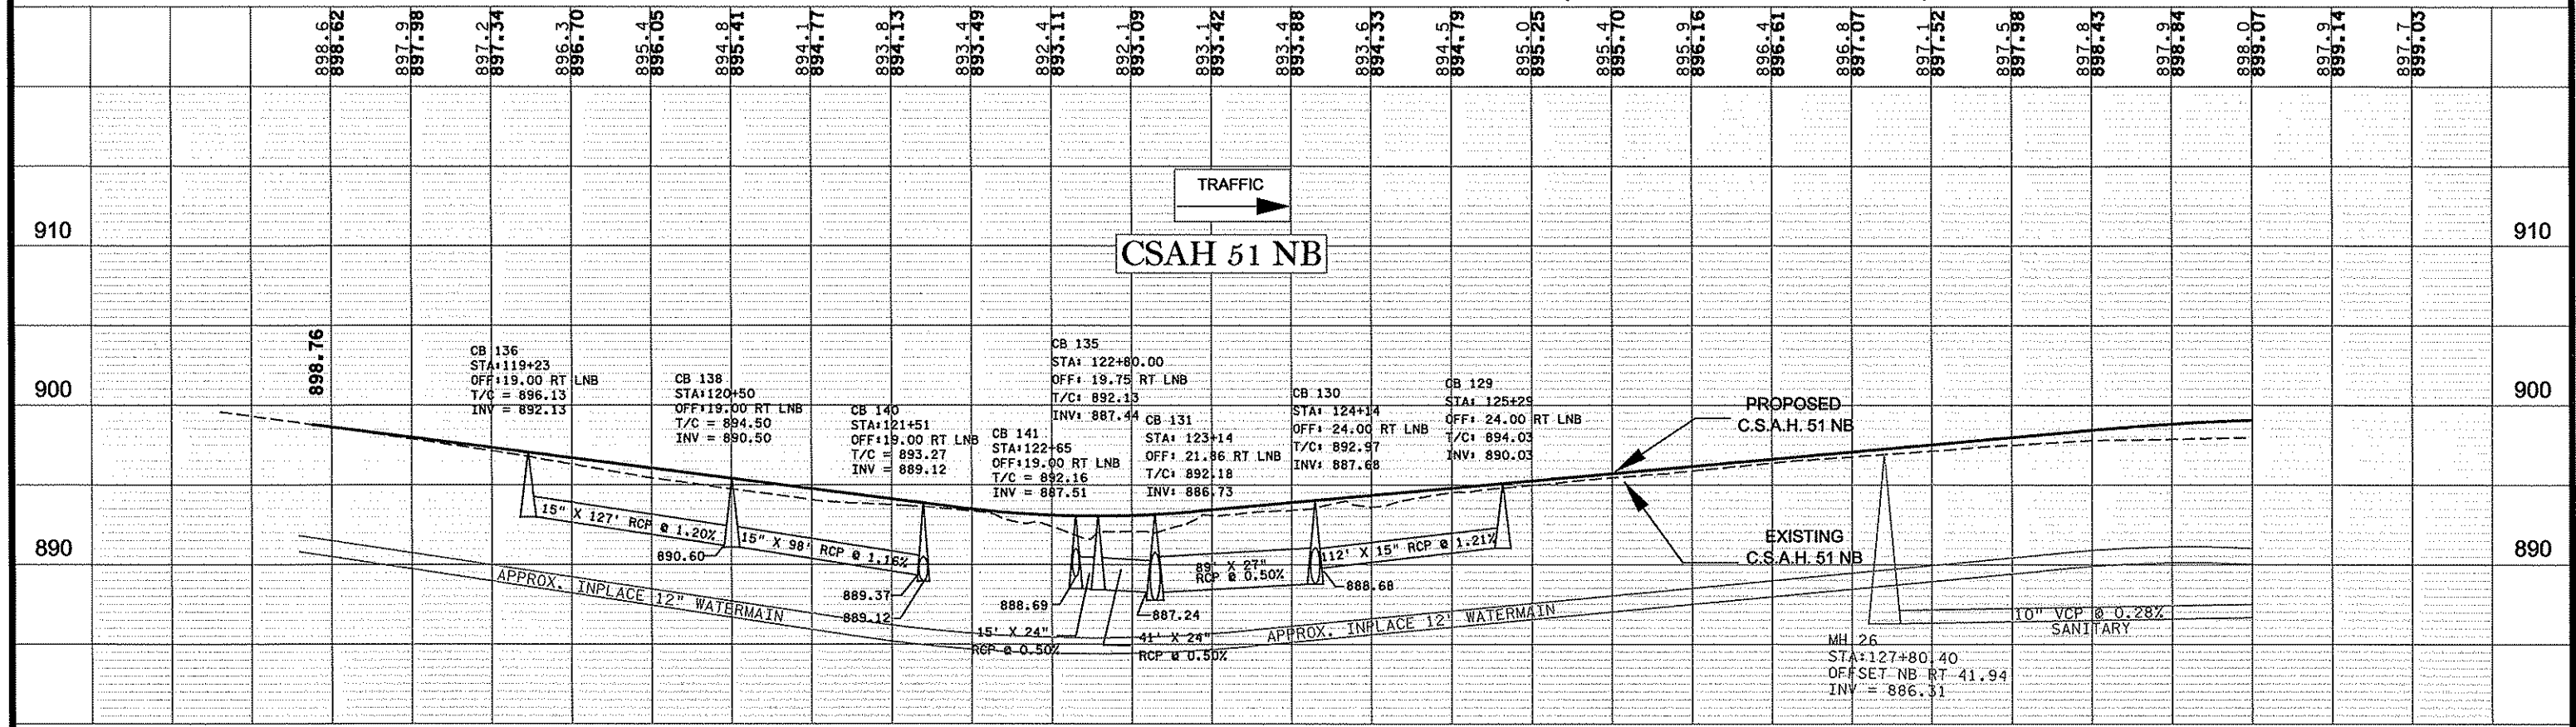 898.6
898.62
897.9
897.98
897.2
897.34
896.3
896.70
895.4
896.05
894.8
895.41
894.1
894.77
893.8
894.13
893.4
893.49
892.4
893.11
892.1
893.09
893.1
893.42
893.4
893.88
893.6
894.33
894.5
894.79
895.0
895.25
895.4
895.70
895.9
896.16
896.4
896.61
896.8
897.07
897.1
897.52
897.6
897.98
897.8
898.43
897.9
898.84
898.0
899.07
897.9
899.14
897.7
899.03
TRAFFIC
CSAH 51 NB
910
910
900
900
890
890
898.76
CB 136
STA:119+23
OFF:19.00 RT LNB
T/C = 896.13
INV = 892.13
CB 138
STA:120+50
OFF:19.00 RT LNB
T/C = 894.50
INV = 890.50
CB 140
STA:121+51
OFF:19.00 RT LNB
T/C = 893.27
INV = 889.12
CB 141
STA:122+65
OFF:19.00 RT LNB
T/C = 892.16
INV = 887.51
CB 135
STA: 122+80.00
OFF: 19.75 RT LNB
T/C: 892.13
INV: 887.44
CB 131
STA: 123+14
OFF: 21.86 RT LNB
T/C: 892.18
INV: 886.73
CB 130
STA: 124+14
OFF: 24.00 RT LNB
T/C: 892.97
INV: 887.68
CB 129
STA: 125+29
OFF: 24.00 RT LNB
T/C: 894.03
INV: 890.03
PROPOSED
C.S.A.H. 51 NB
EXISTING
C.S.A.H. 51 NB
15" X 127' RCP @ 1.20%
890.60
15" X 98' RCP @ 1.16%
889.37
889.12
888.69
15' X 24"
RCP @ 0.50%
41' X 24"
RCP @ 0.50%
887.24
89' X 27"
RCP @ 0.50%
888.68
112' X 15" RCP @ 1.21%
APPROX. INPLACE 12" WATERMAIN
APPROX. INPLACE 12" WATERMAIN
10" VCP @ 0.28%
SANITARY
MH 26
STA:127+80.40
OFFSET NB RT 41.94
INV = 886.31